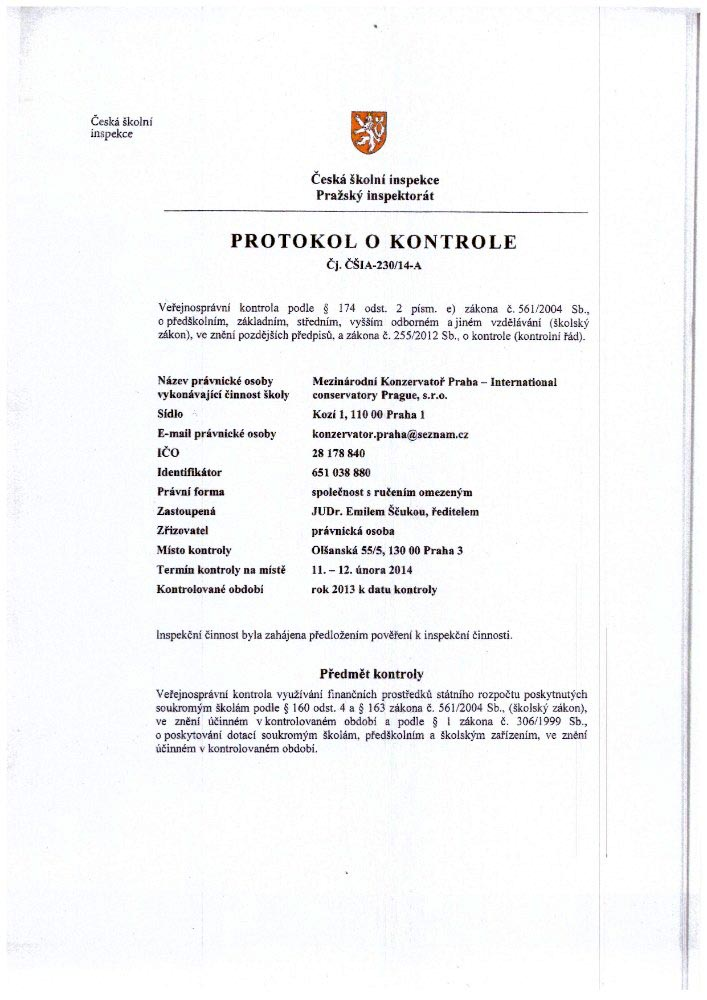 Česká školní
inspekce
Česká školní inspekce
Pražský inspektorát
PROTOKOL O KONTROLE
Čj. ČŠIA-230/14-A
Veřejnosprávní kontrola podle § 174 odst. 2 písm. e) zákona č. 561/2004 Sb.,
o předškolním, základním, středním, vyšším odborném a jiném vzdělávání (školský
zákon), ve znění pozdějších předpisů, a zákona č. 255/2012 Sb., o kontrole (kontrolní řád).
Název právnické osoby Mezinárodní Konzervatoř Praha – International
vykonávající činnost školy conservatory Prague, s.r.o.
Sídlo Kozí 1, 110 00 Praha 1
E-mail právnické osoby konzervator.praha@seznam.cz
IČO 28 178 840
Identifikátor 651 038 880
Právní forma společnost s ručením omezeným
Zastoupená JUDr. Emilem Ščukou, ředitelem
Zřizovatel právnická osoba
Místo kontroly Olšanská 55/5, 130 00 Praha 3
Termín kontroly na místě 11. – 12. února 2014
Kontrolované období rok 2013 k datu kontroly
Inspekční činnost byla zahájena předložením pověření k inspekční činnosti.
Předmět kontroly
Veřejnosprávní kontrola využívání finančních prostředků státního rozpočtu poskytnutých
soukromým školám podle § 160 odst. 4 a § 163 zákona č. 561/2004 Sb., (školský zákon),
ve znění účinném v kontrolovaném období a podle § 1 zákona č. 306/1999 Sb.,
o poskytování dotací soukromým školám, předškolním a školským zařízením, ve znění
účinném v kontrolovaném období.